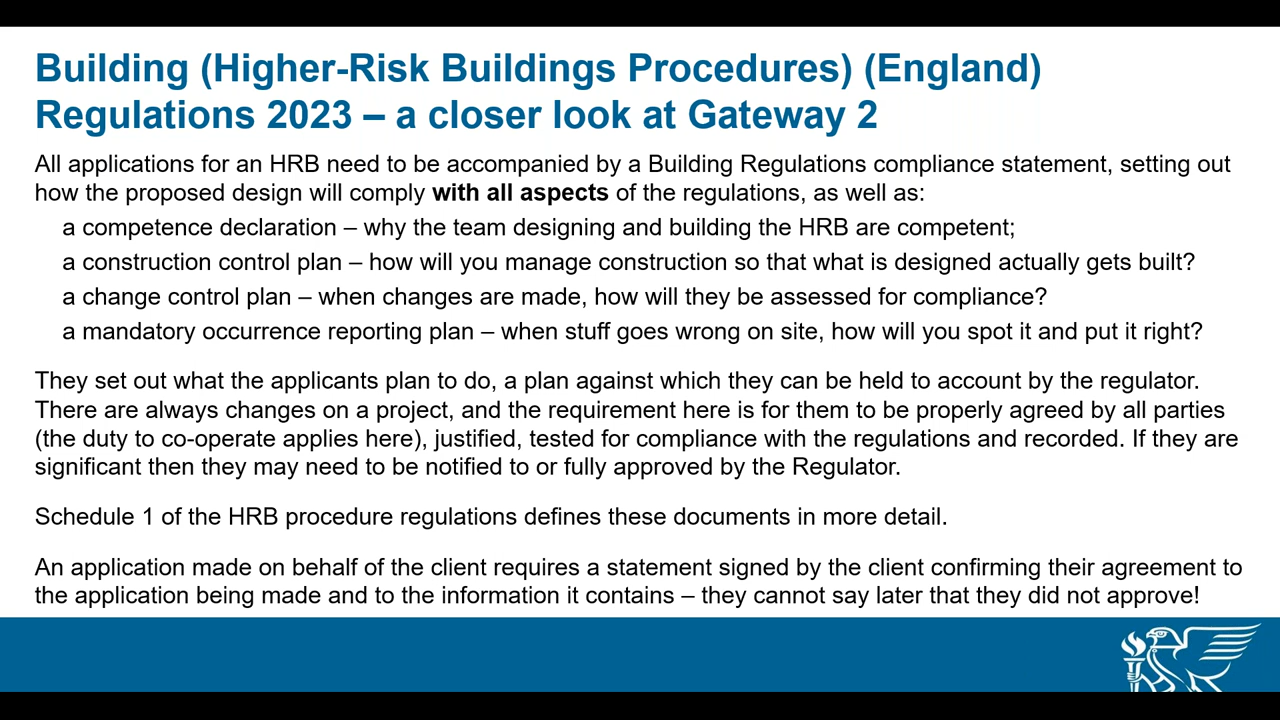 Building (Higher-Risk Buildings Procedures) (England)
Regulations 2023 – a closer look at Gateway 2
All applications for an HRB need to be accompanied by a Building Regulations compliance statement, setting out
how the proposed design will comply with all aspects of the regulations, as well as:
a competence declaration – why the team designing and building the HRB are competent;
a construction control plan – how will you manage construction so that what is designed actually gets built?
a change control plan – when changes are made, how will they be assessed for compliance?
a mandatory occurrence reporting plan – when stuff goes wrong on site, how will you spot it and put it right?
They set out what the applicants plan to do, a plan against which they can be held to account by the regulator.
There are always changes on a project, and the requirement here is for them to be properly agreed by all parties
(the duty to co-operate applies here), justified, tested for compliance with the regulations and recorded. If they are
significant then they may need to be notified to or fully approved by the Regulator.
Schedule 1 of the HRB procedure regulations defines these documents in more detail.
An application made on behalf of the client requires a statement signed by the client confirming their agreement to
the application being made and to the information it contains – they cannot say later that they did not approve!